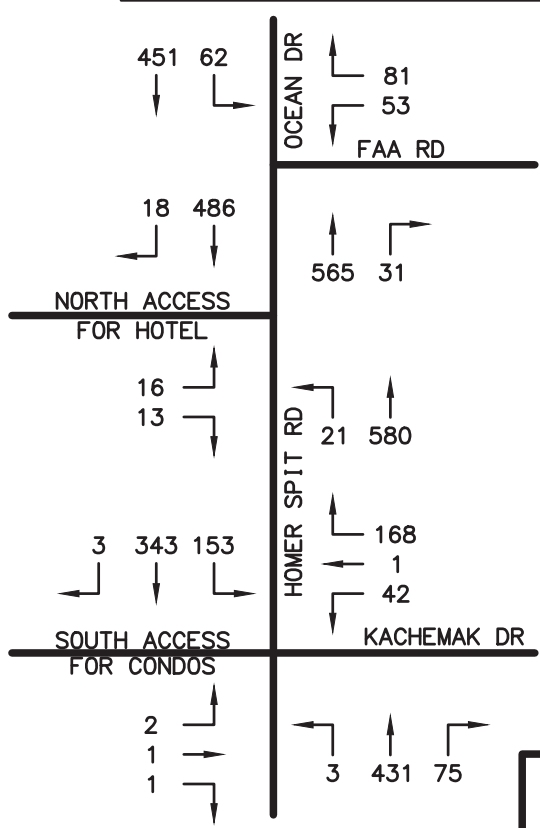 451 62
OCEAN DR
81
53
FAA RD
18 486
565 31
NORTH ACCESS
FOR HOTEL
16
13
21 580
HOMER SPIT RD
3 343 153
168
1
42
SOUTH ACCESS
FOR CONDOS
KACHEMAK DR
2
1
1
3 431 75